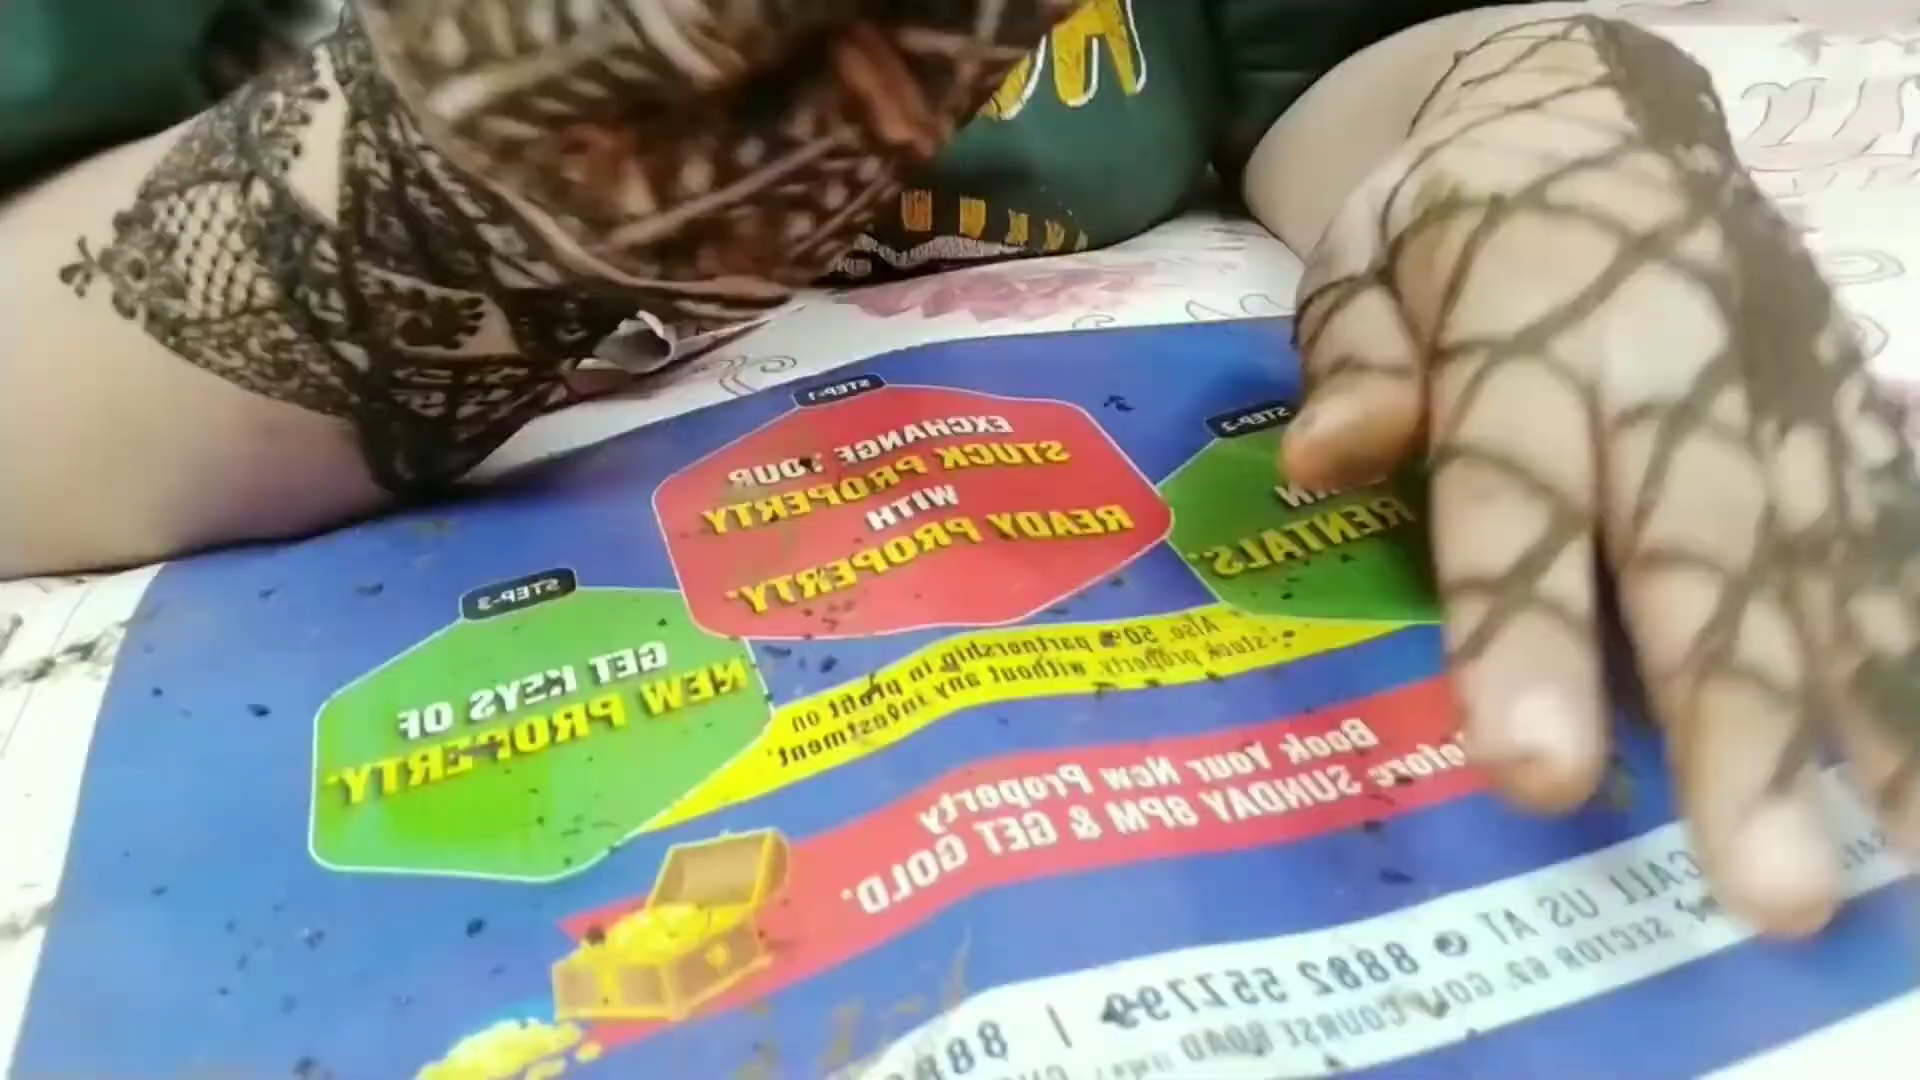 STEP-1
EXCHANGE YOUR
STUCK PROPERTY
WITH
READY PROPERTY*
STEP-2
RENTALS*
STEP-3
GET KEYS OF
NEW PROPERTY*
Also, 50% partnership in profit on
"stuck property, without any investment"
Book Your New Property
before SUNDAY 8PM & GET GOLD*
CALL US AT
8882 557799 |
SECTOR 62, GOLF COURSE ROAD